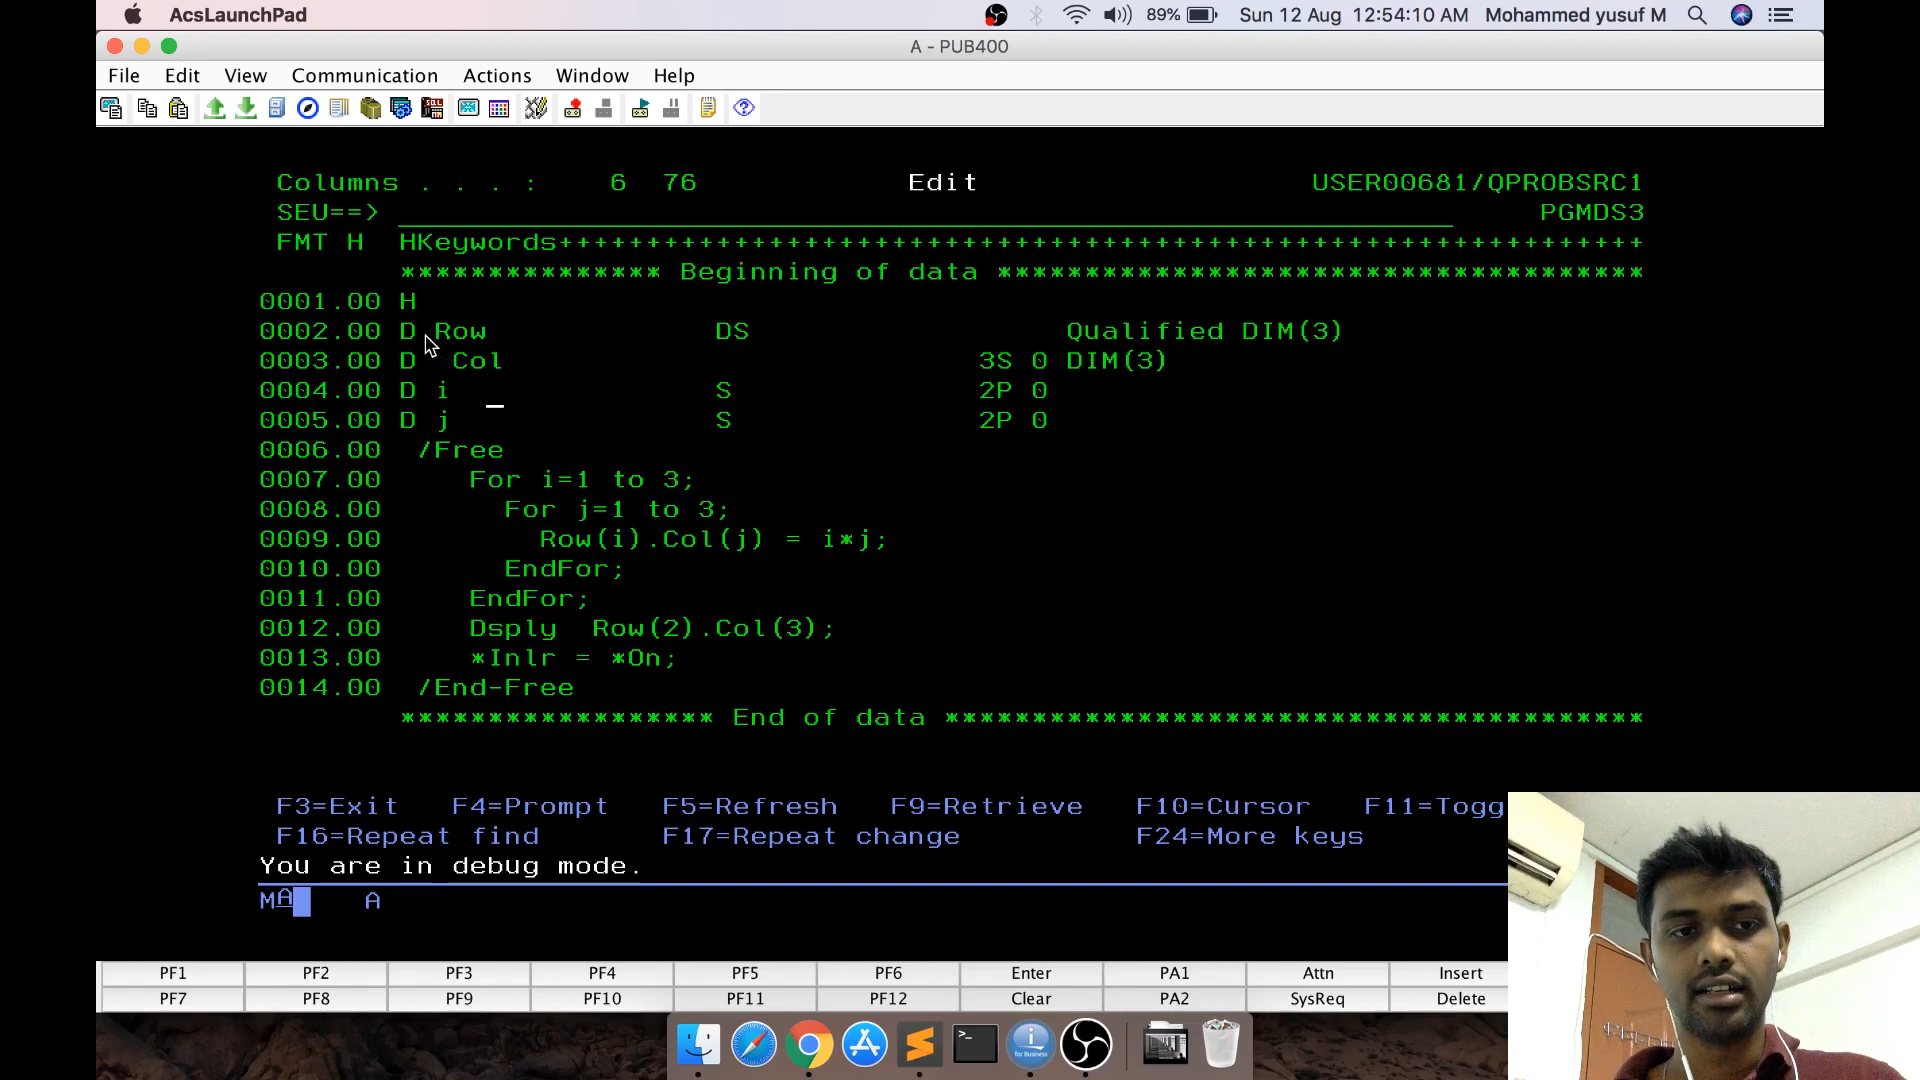 AcsLaunchPad 89% Sun 12 Aug 12:54:10 AM Mohammed yusuf M
A - PUB400
File Edit View Communication Actions Window Help
SQL
Columns . . . : 6 76 Edit USER00681/QPROBSRC1
SEU==> PGMDS3
FMT H HKeywords++++++++++++++++++++++++++++++++++++++++++++++++++++++++++++++
*************** Beginning of data *************************************
0001.00 H
0002.00 D Row DS Qualified DIM(3)
0003.00 D Col 3S 0 DIM(3)
0004.00 D i S 2P 0
0005.00 D j S 2P 0
0006.00 /Free
0007.00 For i=1 to 3;
0008.00 For j=1 to 3;
0009.00 Row(i).Col(j) = i*j;
0010.00 EndFor;
0011.00 EndFor;
0012.00 Dsply Row(2).Col(3);
0013.00 *Inlr = *On;
0014.00 /End-Free
****************** End of data ****************************************
F3=Exit F4=Prompt F5=Refresh F9=Retrieve F10=Cursor F11=Togg
F16=Repeat find F17=Repeat change F24=More keys
You are in debug mode.
MA A
PF1 PF2 PF3 PF4 PF5 PF6 Enter PA1 Attn Insert
PF7 PF8 PF9 PF10 PF11 PF12 Clear PA2 SysReq Delete
i
for Business